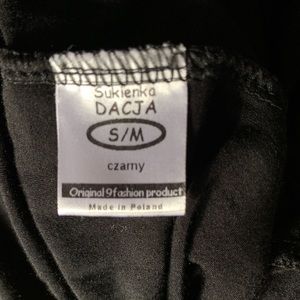 Sukienka
DACJA
S/M
czarny
Original 9fashion product
Made in Poland